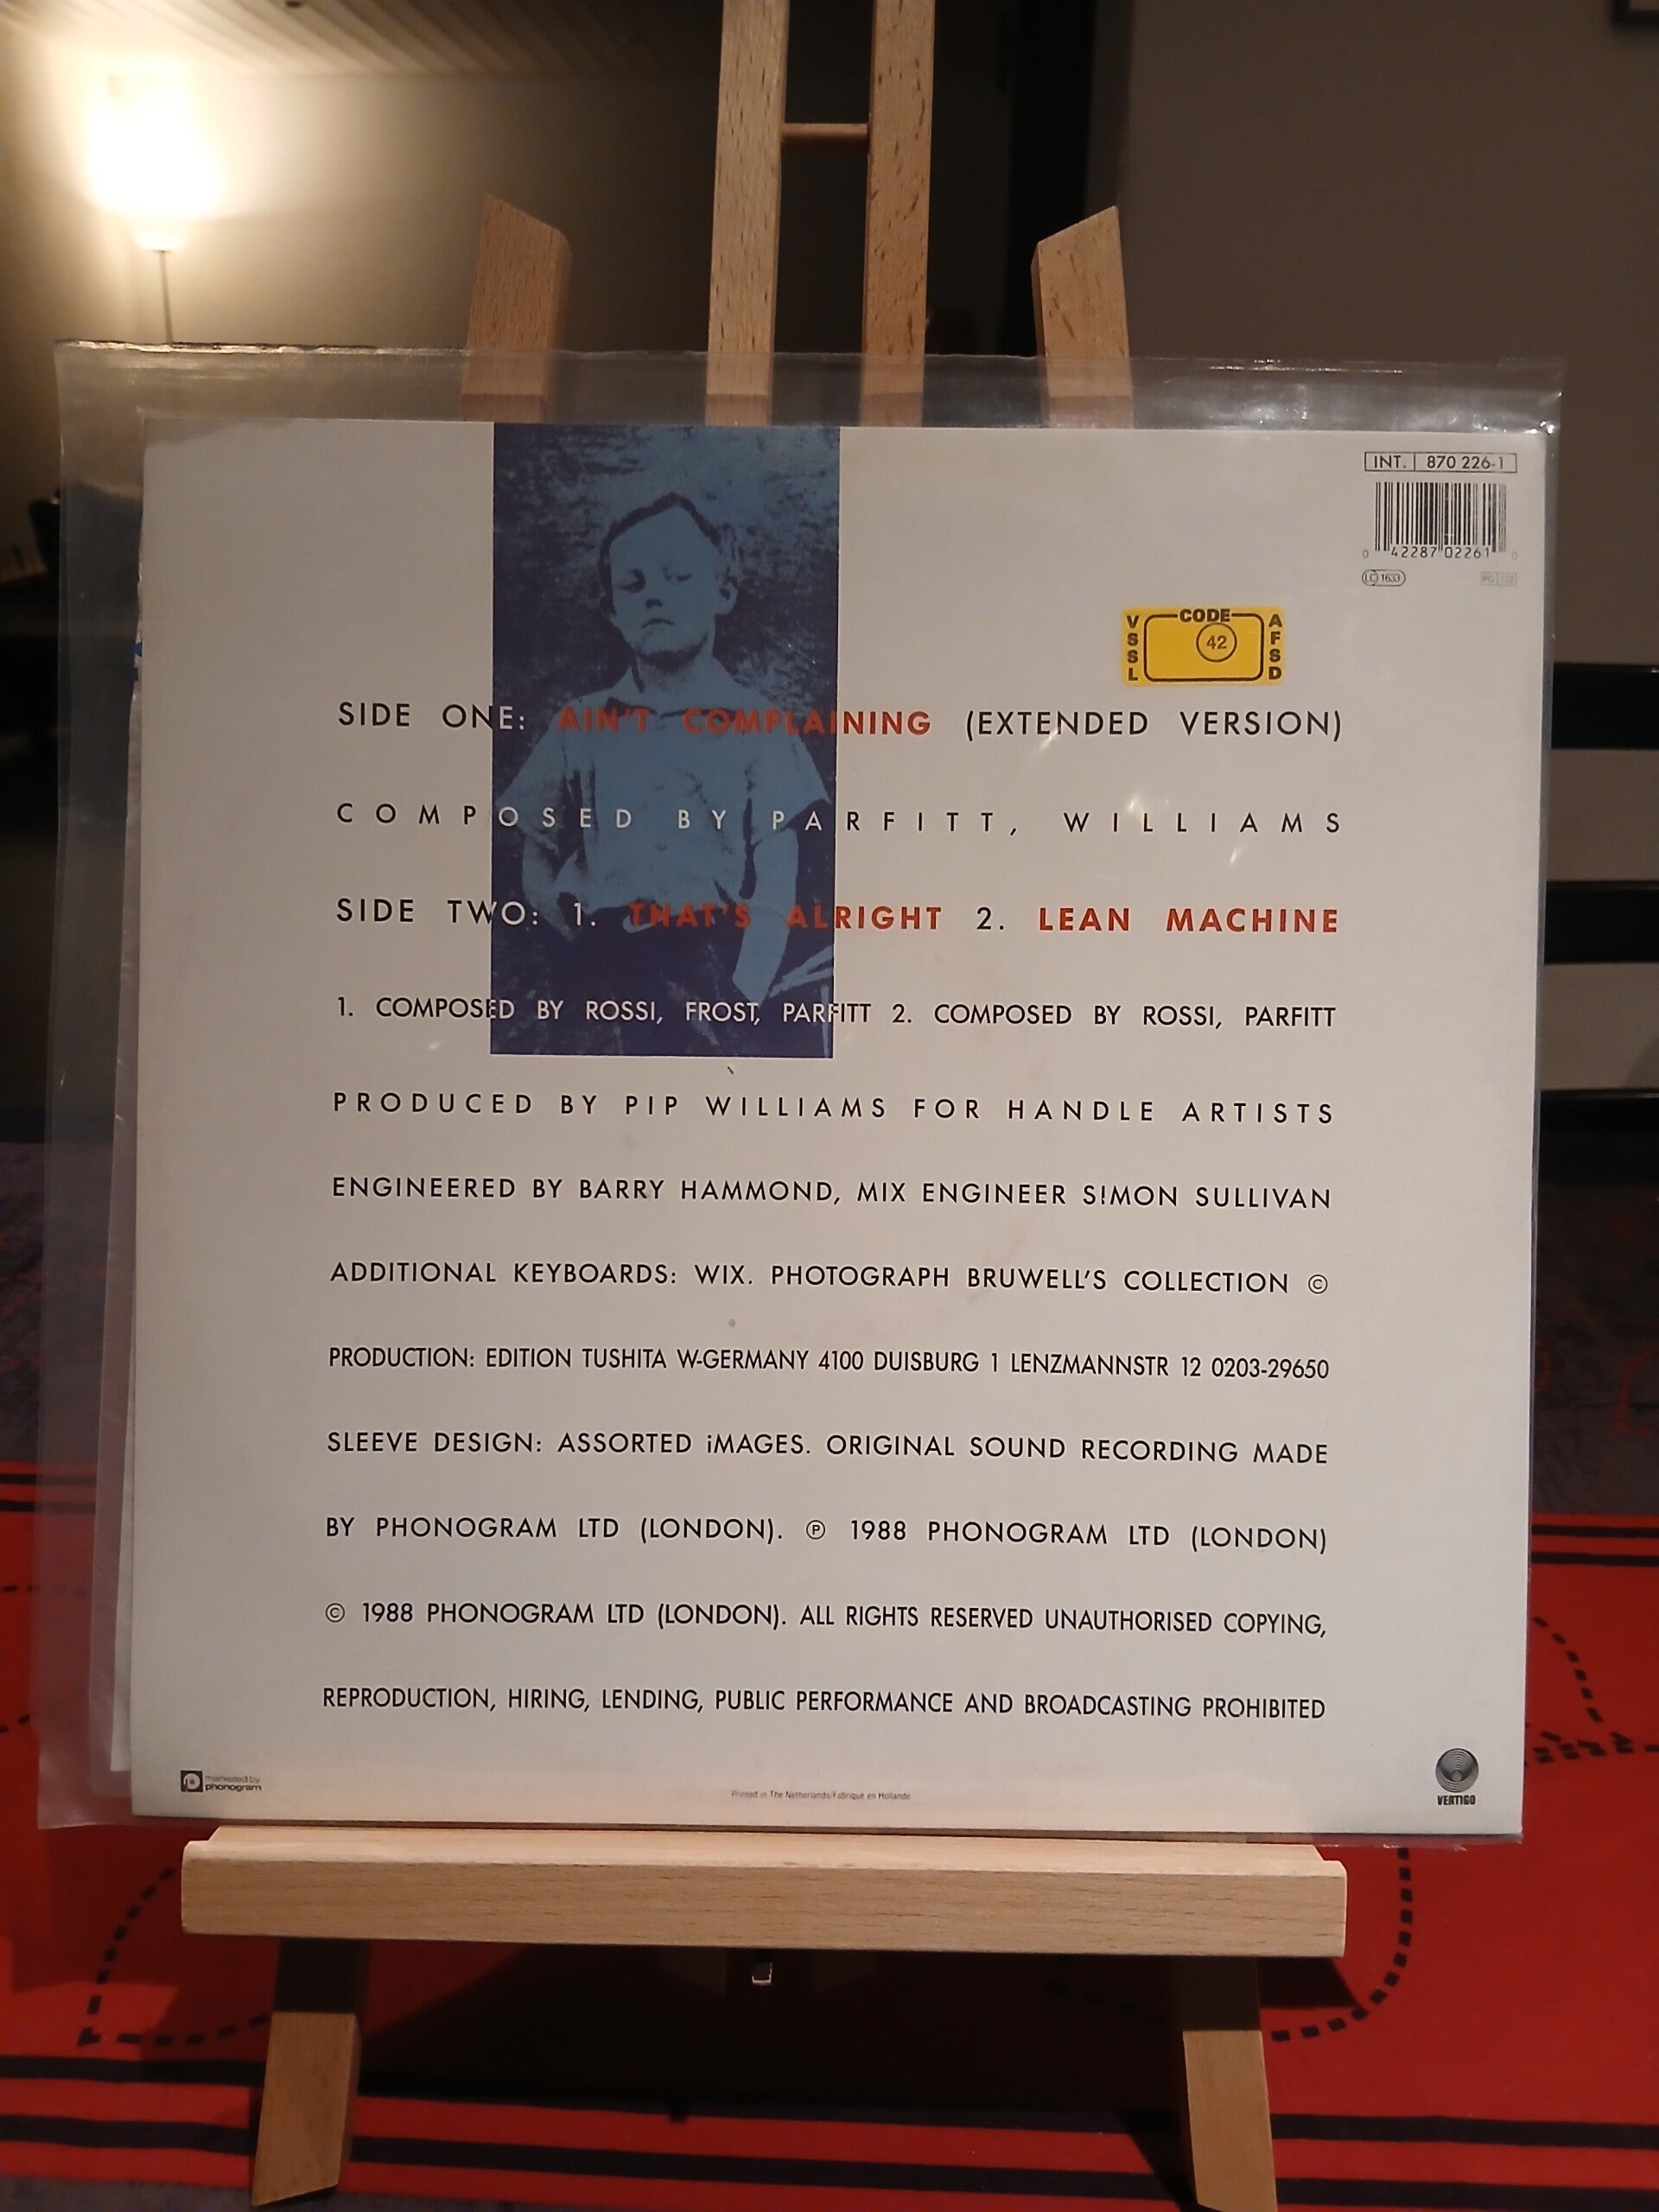 INT. 870 226-1
0 42287 02261 0
LC 1633
CODE
VSSL 42 AFSD
SIDE ONE: AIN'T COMPLAINING (EXTENDED VERSION)
COMPOSED BY PARFITT, WILLIAMS
SIDE TWO: 1. THAT'S ALRIGHT 2. LEAN MACHINE
1. COMPOSED BY ROSSI, FROST, PARFITT 2. COMPOSED BY ROSSI, PARFITT
PRODUCED BY PIP WILLIAMS FOR HANDLE ARTISTS
ENGINEERED BY BARRY HAMMOND, MIX ENGINEER SIMON SULLIVAN
ADDITIONAL KEYBOARDS: WIX. PHOTOGRAPH BRUWELL'S COLLECTION ©
PRODUCTION: EDITION TUSHITA W-GERMANY 4100 DUISBURG 1 LENZMANNSTR 12 0203-29650
SLEEVE DESIGN: ASSORTED iMAGES. ORIGINAL SOUND RECORDING MADE
BY PHONOGRAM LTD (LONDON). ℗ 1988 PHONOGRAM LTD (LONDON)
© 1988 PHONOGRAM LTD (LONDON). ALL RIGHTS RESERVED UNAUTHORISED COPYING,
REPRODUCTION, HIRING, LENDING, PUBLIC PERFORMANCE AND BROADCASTING PROHIBITED
marketed by
phonogram
Printed in The Netherlands/Fabriqué en Hollande
VERTIGO